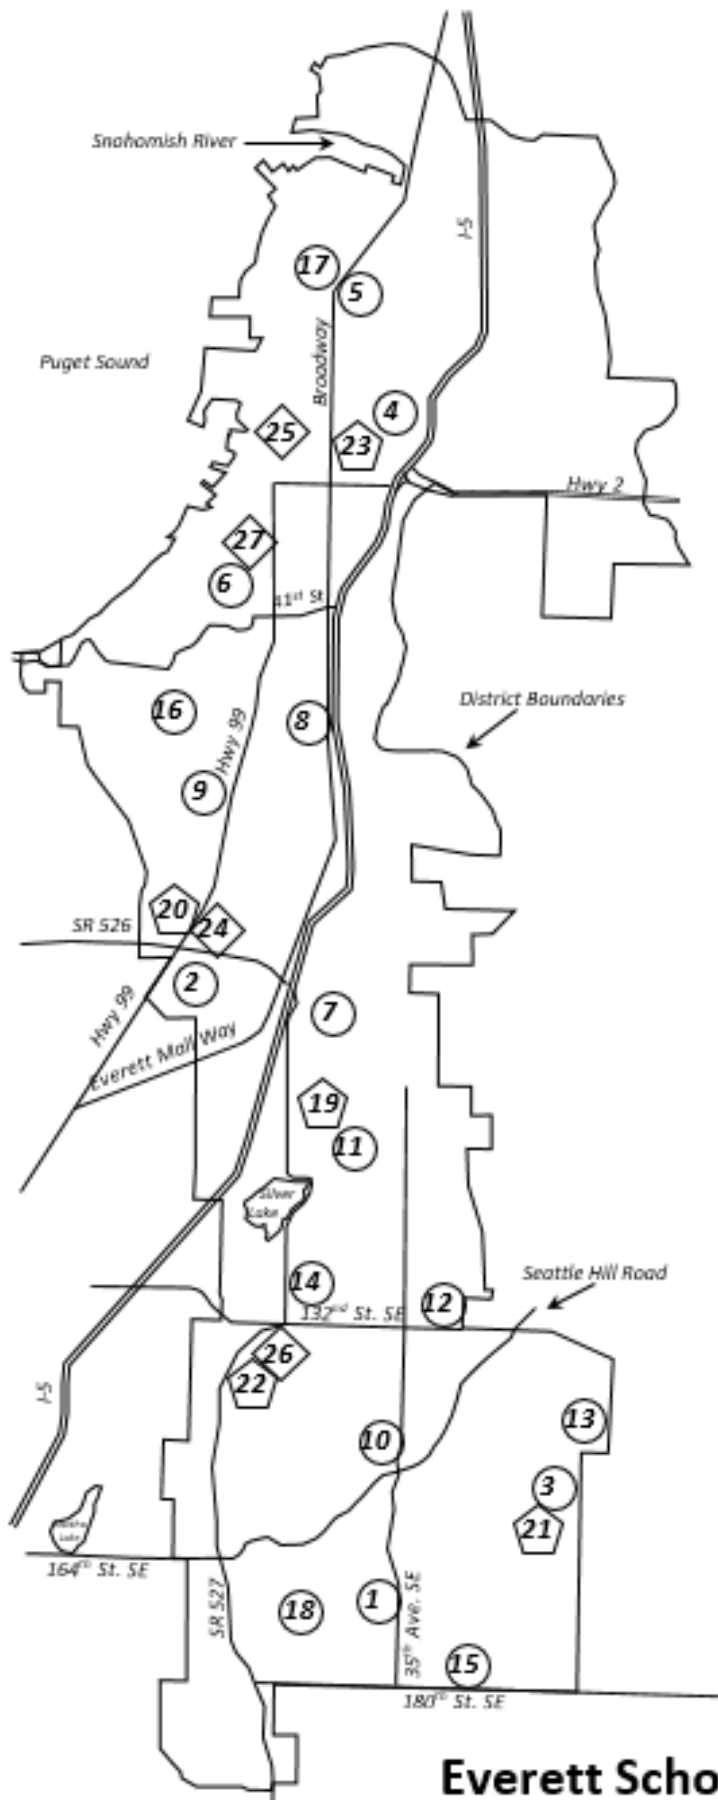 Snohomish River
I-5
17
5
Puget Sound
Broadway
4
25
23
Hwy 2
27
6
41st St
District Boundaries
16
8
Hwy 99
9
20
SR 526
24
2
Hwy 99
7
Everett Mall Way
19
11
Silver
Lake
Seattle Hill Road
14
12
132nd St. SE
26
22
I-5
13
10
3
21
Lake
164th St. SE
SR 527
1
18
35th Ave. SE
15
180th St. SE
Everett Scho